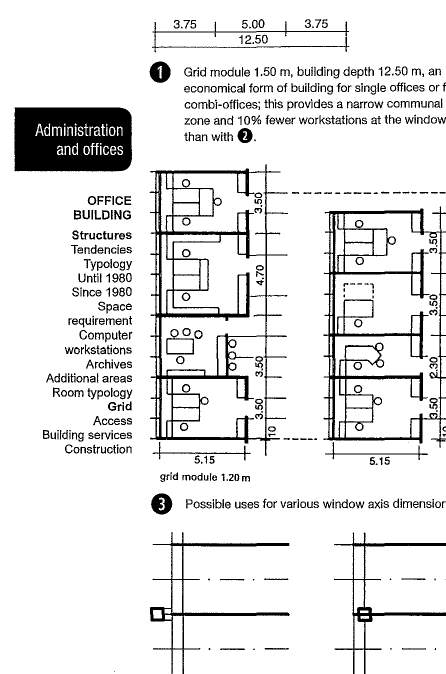 3.75 5.00 3.75
12.50
1 Grid module 1.50 m, building depth 12.50 m, an
economical form of building for single offices or f
combi-offices; this provides a narrow communal
zone and 10% fewer workstations at the window
than with 2.
Administration
and offices
OFFICE
BUILDING
Structures
Tendencies
Typology
Until 1980
Since 1980
Space
requirement
Computer
workstations
Archives
Additional areas
Room typology
Grid
Access
Building services
Construction
3.50
4.70
3.50
3.50
10
5.15
grid module 1.20 m
3.50
3.50
2.30
3.50
5.15
3 Possible uses for various window axis dimension